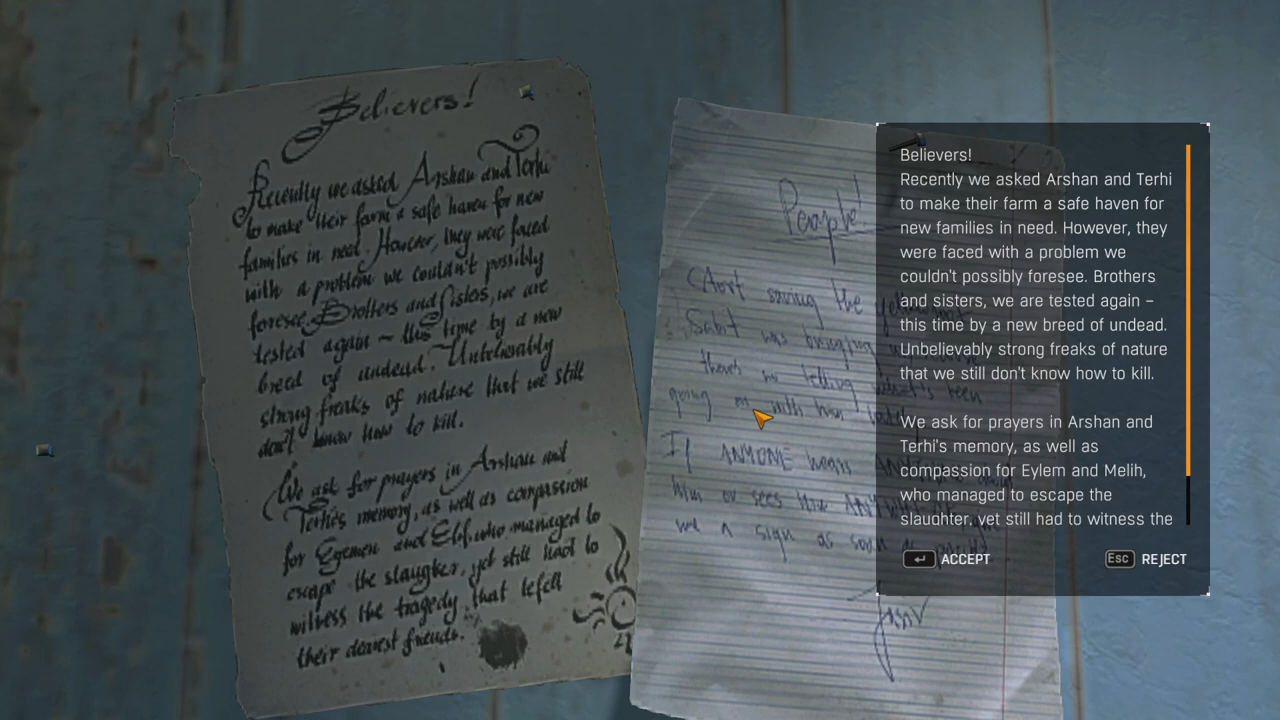 Believers!
Recently we asked Arshan and Terhi
to make their farm a safe haven for new
families in need. However, they were faced
with a problem we couldn't possibly
foresee. Brothers and sisters, we are
tested again – this time by a new
breed of undead. Unbelievably
strong freaks of nature that we still
don't know how to kill.
We ask for prayers in Arshan and
Terhi's memory, as well as compassion
for Egemen and Elif, who managed to
escape the slaughter, yet still had to
witness the tragedy that befell
their dearest friends.
People!
saving the
Sabit was bringing
there's no telling what's been
going on with him
If ANYONE hears
him or sees him
me a sign as soon as
Believers!
Recently we asked Arshan and Terhi
to make their farm a safe haven for
new families in need. However, they
were faced with a problem we
couldn't possibly foresee. Brothers
and sisters, we are tested again –
this time by a new breed of undead.
Unbelievably strong freaks of nature
that we still don't know how to kill.
We ask for prayers in Arshan and
Terhi's memory, as well as
compassion for Eylem and Melih,
who managed to escape the
slaughter, yet still had to witness the
ACCEPT
Esc REJECT